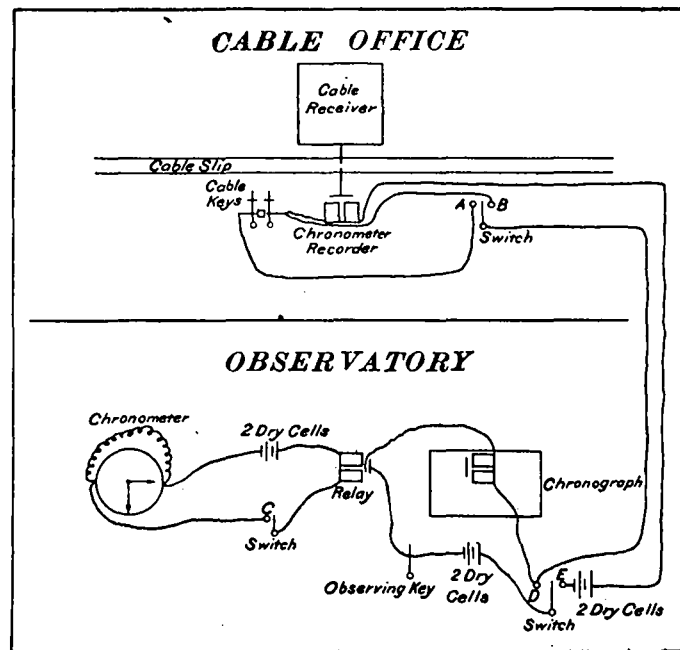 CABLE OFFICE
Cable
Receiver
Cable Slip
Cable
Keys
Chronometer
Recorder
A
B
Switch
OBSERVATORY
Chronometer
2 Dry Cells
Relay
Chronograph
C
Switch
Observing Key
2 Dry
Cells
D
E
2 Dry Cells
Switch